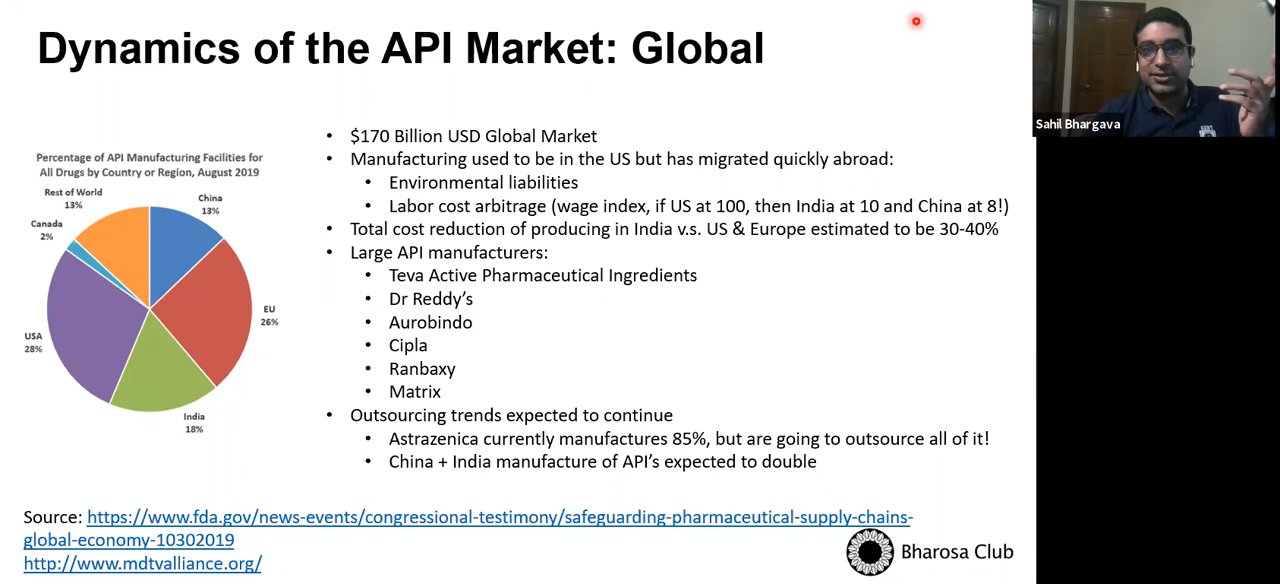 Dynamics of the API Market: Global
Sahil Bhargava
Percentage of API Manufacturing Facilities for
All Drugs by Country or Region, August 2019
Rest of World
13%
China
13%
Canada
2%
EU
26%
USA
28%
India
18%
• $170 Billion USD Global Market
• Manufacturing used to be in the US but has migrated quickly abroad:
• Environmental liabilities
• Labor cost arbitrage (wage index, if US at 100, then India at 10 and China at 8!)
• Total cost reduction of producing in India v.s. US & Europe estimated to be 30-40%
• Large API manufacturers:
• Teva Active Pharmaceutical Ingredients
• Dr Reddy’s
• Aurobindo
• Cipla
• Ranbaxy
• Matrix
• Outsourcing trends expected to continue
• Astrazenica currently manufactures 85%, but are going to outsource all of it!
• China + India manufacture of API’s expected to double
Source: https://www.fda.gov/news-events/congressional-testimony/safeguarding-pharmaceutical-supply-chains-
global-economy-10302019
http://www.mdtvalliance.org/
Bharosa Club